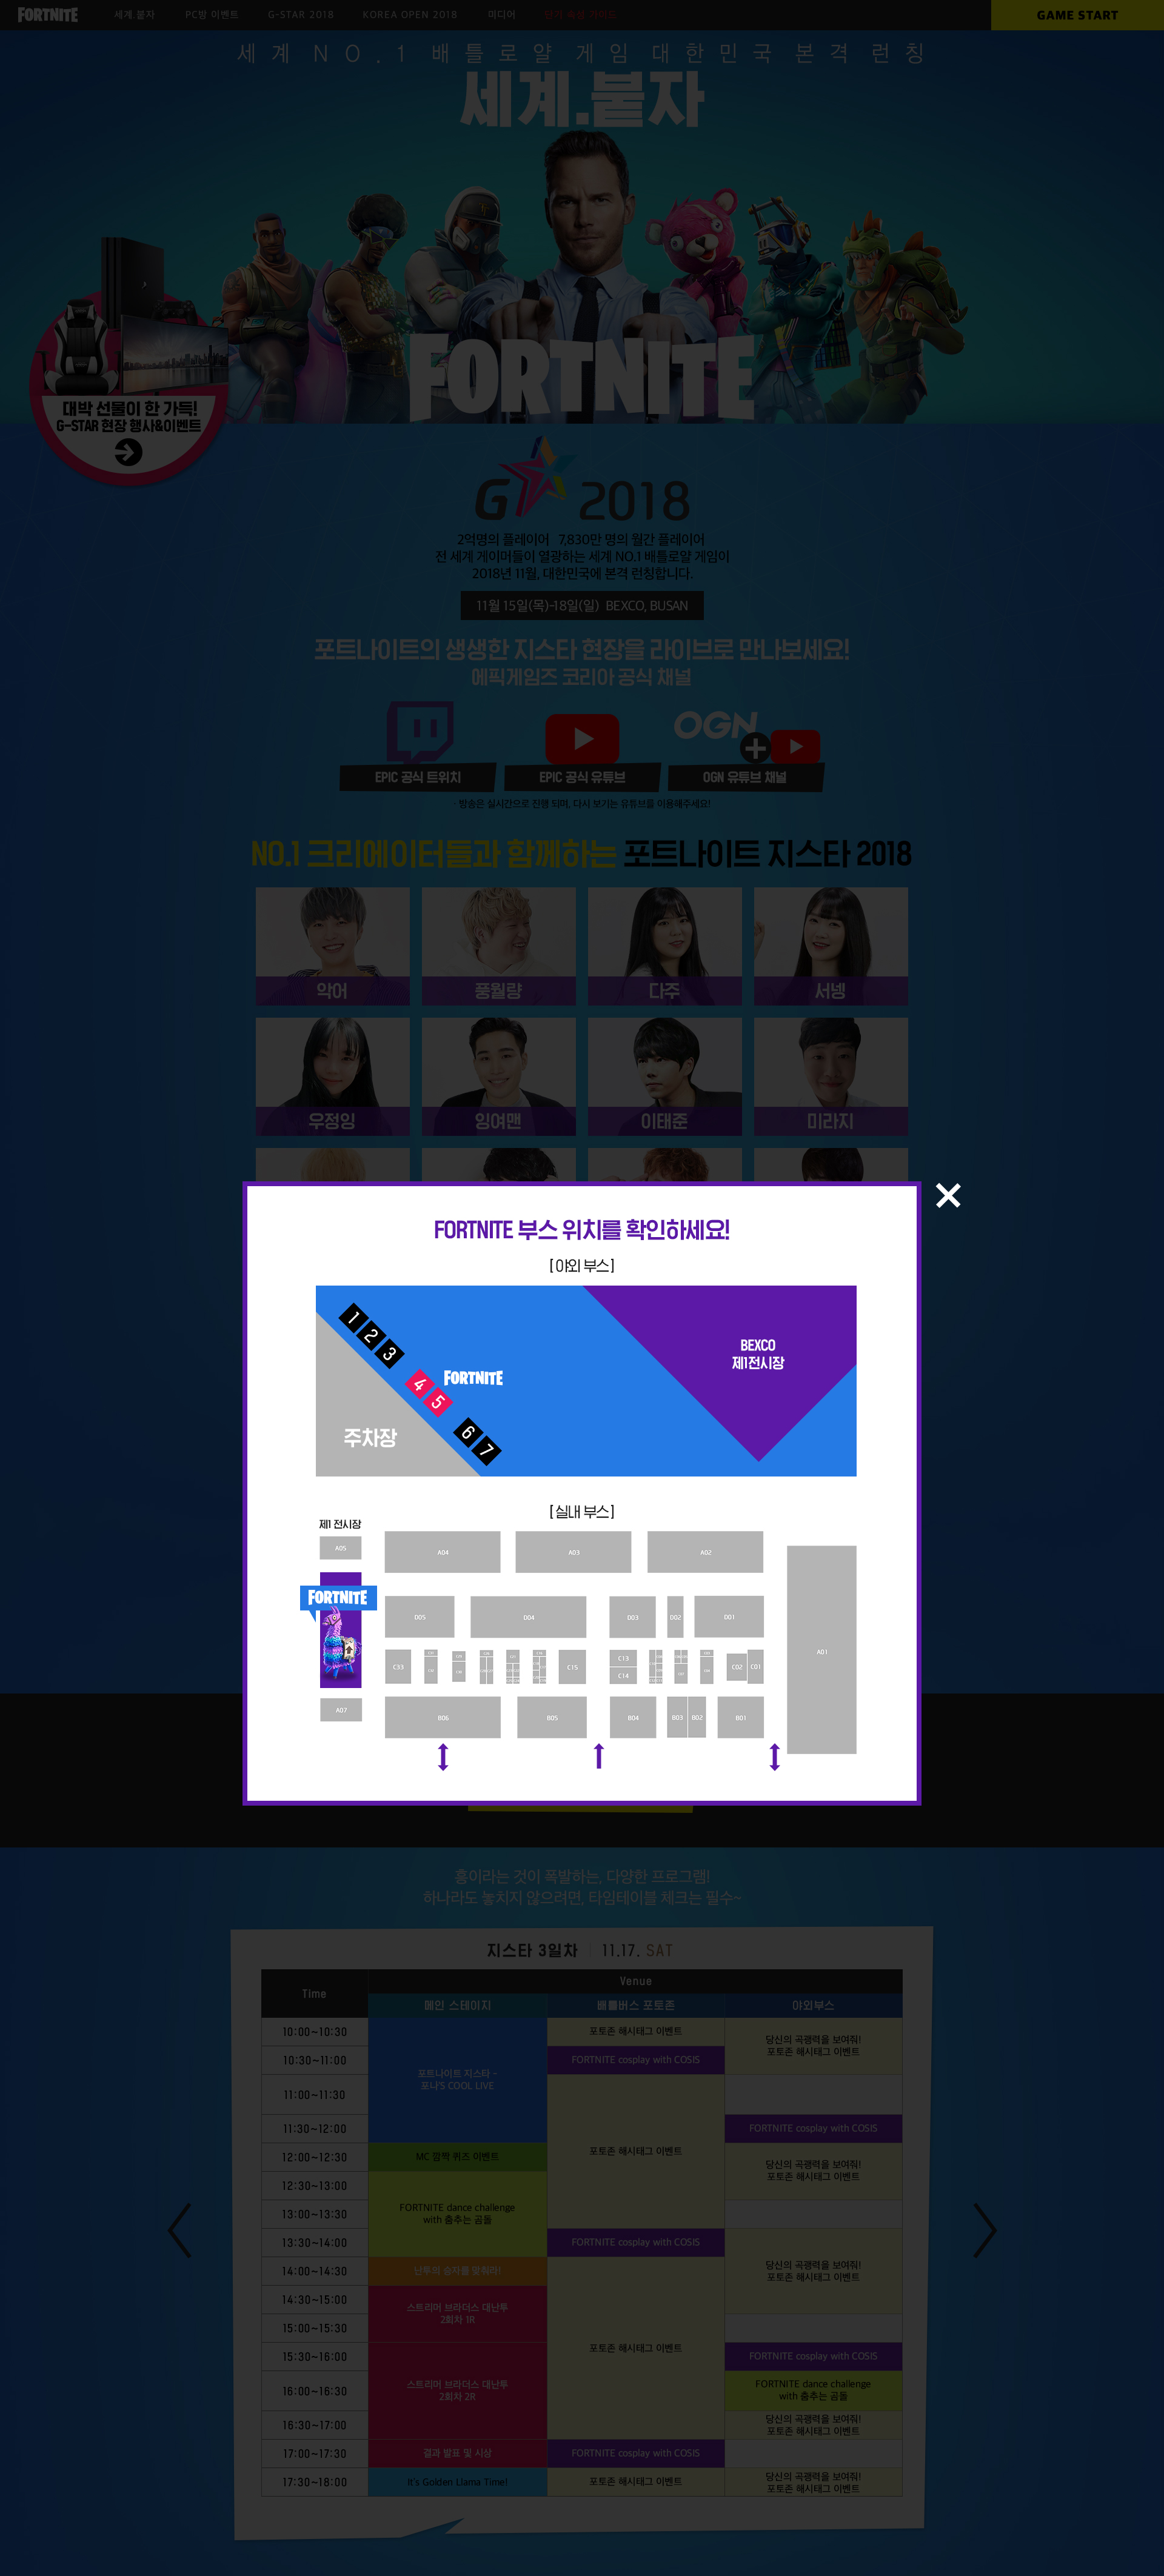 FORTNITE
세계.붙자
PC방 이벤트
G-STAR 2018
KOREA OPEN 2018
미디어
GAME START
세계 NO.1 배틀로얄 게임 대한민국 본격 런칭
세계.붙자
FORTNITE
대박 선물이 한 가득!
G-STAR 현장 행사&이벤트
G 2018
2억명의 플레이어 7,830만 명의 월간 플레이어
전 세계 게이머들이 열광하는 세계 NO.1 배틀로얄 게임이
2018년 11월, 대한민국에 본격 런칭합니다.
11월 15일(목)-18일(일) BEXCO, BUSAN
포트나이트의 생생한 지스타 현장을 라이브로 만나보세요!
에픽게임즈 코리아 공식 채널
OGN
EPIC 공식 트위치
EPIC 공식 유튜브
OGN 유튜브 채널
· 방송은 실시간으로 진행 되며, 다시 보기는 유튜브를 이용해주세요!
NO.1 크리에이터들과 함께하는 포트나이트 지스타 2018
악어
풍월량
다주
서넹
우정잉
잉여맨
이태준
미라지
FORTNITE 부스 위치를 확인하세요!
[야외 부스]
1
2
3
4
5
6
7
FORTNITE
BEXCO
제1전시장
주차장
[실내 부스]
제1 전시장
A05
A04
A03
A02
A01
FORTNITE
D05
D04
D03
D02
D01
C33
C15
C13
C14
C02
C01
A07
B06
B05
B04
B03
B02
B01
흥이라는 것이 폭발하는, 다양한 프로그램!
하나라도 놓치지 않으려면, 타임테이블 체크는 필수~
지스타 3일차 | 11.17. SAT
Time
Venue
메인 스테이지
배틀버스 포토존
야외부스
10:00~10:30
포토존 해시태그 이벤트
당신의 곡괭력을 보여줘!
포토존 해시태그 이벤트
10:30~11:00
FORTNITE cosplay with COSIS
포트나이트 지스타 -
포나'S COOL LIVE
11:00~11:30
11:30~12:00
FORTNITE cosplay with COSIS
12:00~12:30
MC 깜짝 퀴즈 이벤트
포토존 해시태그 이벤트
당신의 곡괭력을 보여줘!
포토존 해시태그 이벤트
12:30~13:00
FORTNITE dance challenge
with 춤추는 곰돌
13:00~13:30
13:30~14:00
FORTNITE cosplay with COSIS
14:00~14:30
난투의 승자를 맞춰라!
당신의 곡괭력을 보여줘!
포토존 해시태그 이벤트
14:30~15:00
스트리머 브라더스 대난투
2회차 1R
15:00~15:30
포토존 해시태그 이벤트
15:30~16:00
FORTNITE cosplay with COSIS
스트리머 브라더스 대난투
2회차 2R
16:00~16:30
FORTNITE dance challenge
with 춤추는 곰돌
16:30~17:00
당신의 곡괭력을 보여줘!
포토존 해시태그 이벤트
17:00~17:30
결과 발표 및 시상
FORTNITE cosplay with COSIS
17:30~18:00
It's Golden Llama Time!
포토존 해시태그 이벤트
당신의 곡괭력을 보여줘!
포토존 해시태그 이벤트